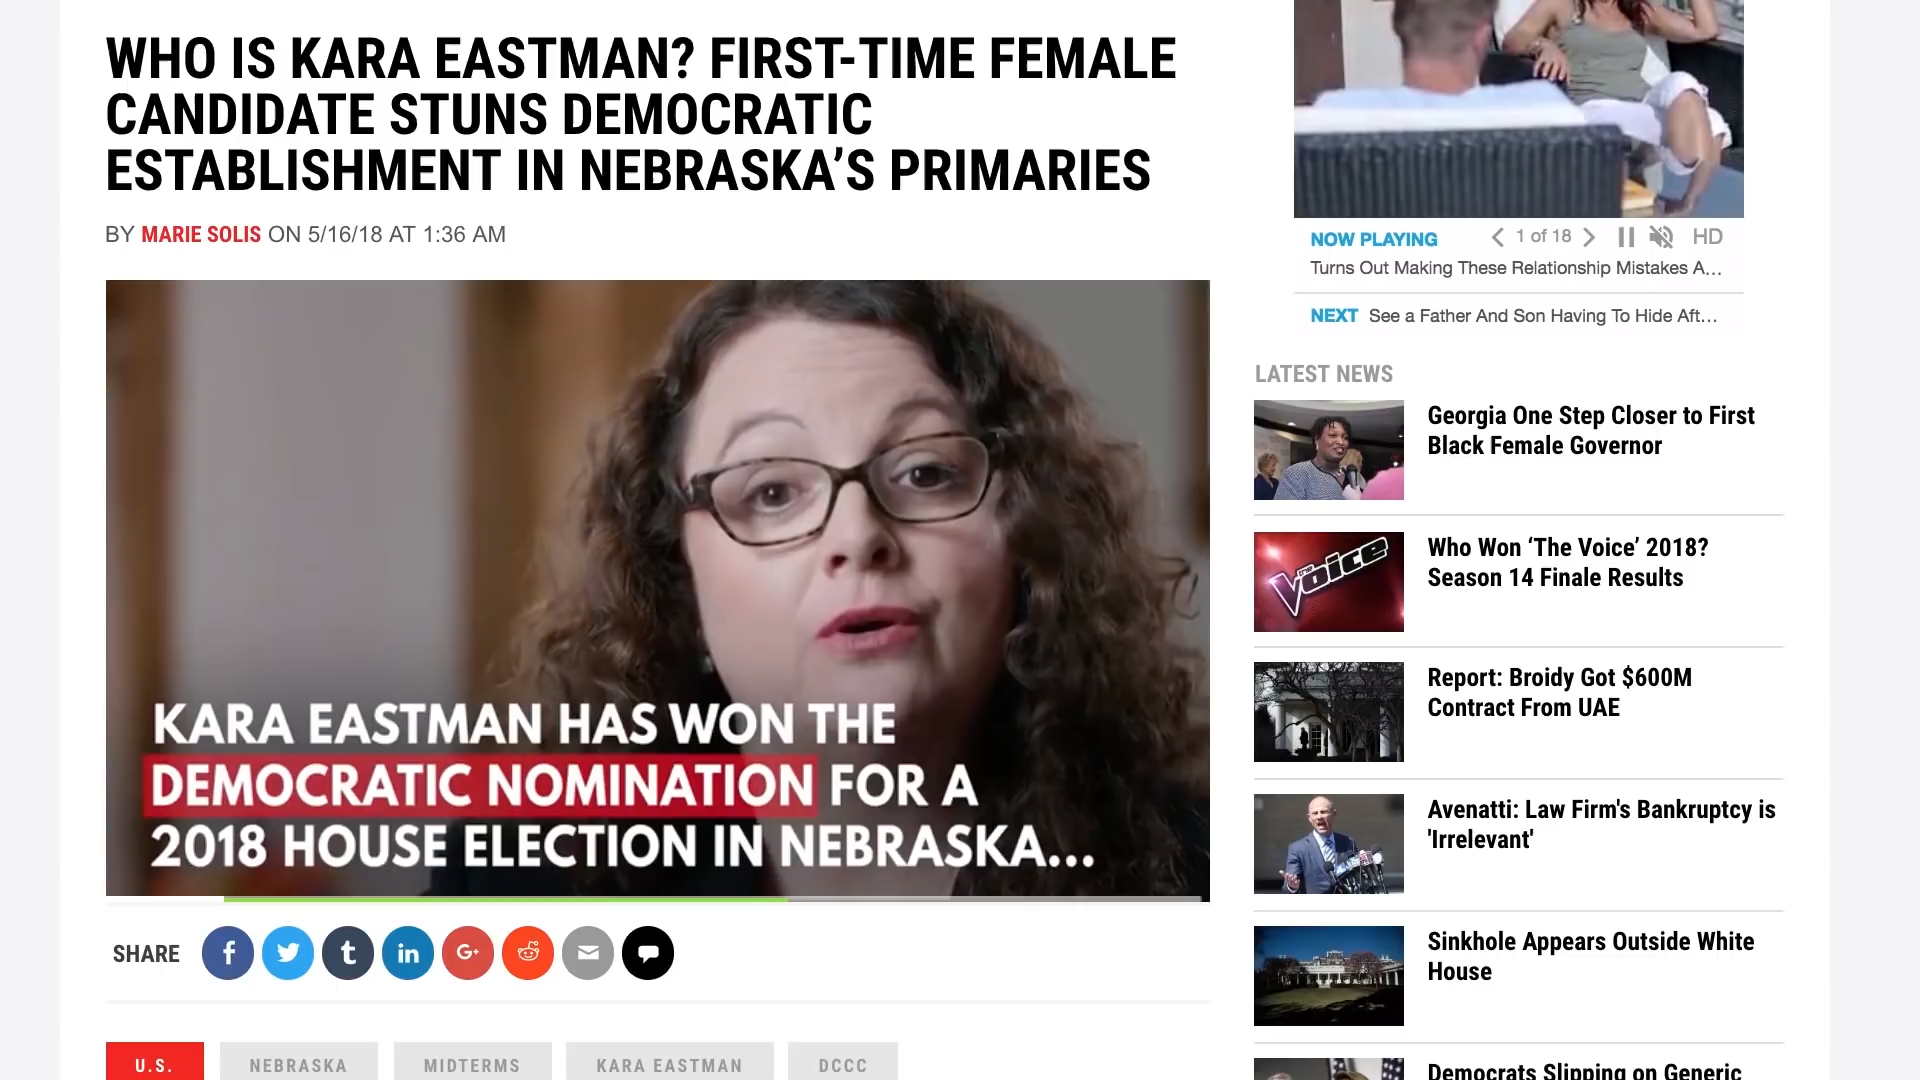 WHO IS KARA EASTMAN? FIRST-TIME FEMALE
CANDIDATE STUNS DEMOCRATIC
ESTABLISHMENT IN NEBRASKA’S PRIMARIES
BY MARIE SOLIS ON 5/16/18 AT 1:36 AM
KARA EASTMAN HAS WON THE
DEMOCRATIC NOMINATION FOR A
2018 HOUSE ELECTION IN NEBRASKA...
SHARE
f
t
in
G+
U.S.
NEBRASKA
MIDTERMS
KARA EASTMAN
DCCC
NOW PLAYING
1 of 18
HD
Turns Out Making These Relationship Mistakes A...
NEXT See a Father And Son Having To Hide Aft...
LATEST NEWS
Georgia One Step Closer to First
Black Female Governor
the Voice
Who Won ‘The Voice’ 2018?
Season 14 Finale Results
Report: Broidy Got $600M
Contract From UAE
Avenatti: Law Firm's Bankruptcy is
'Irrelevant'
Sinkhole Appears Outside White
House
Democrats Slipping on Generic